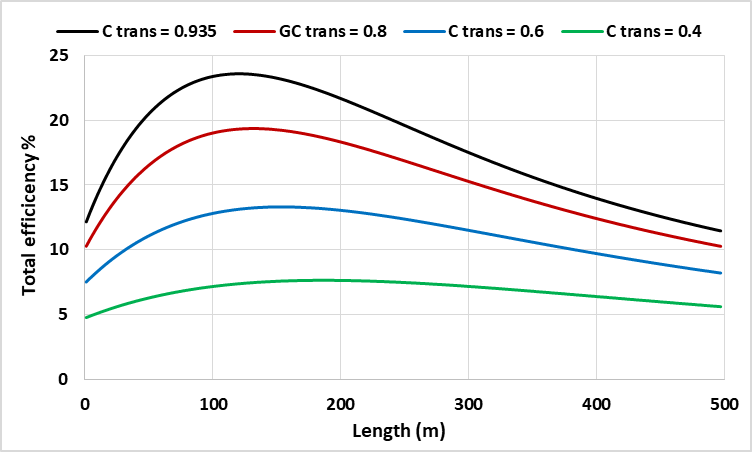 C trans = 0.935 GC trans = 0.8 C trans = 0.6 C trans = 0.4
25
20
15
10
5
0
Total efficicency %
0 100 200 300 400 500
Length (m)